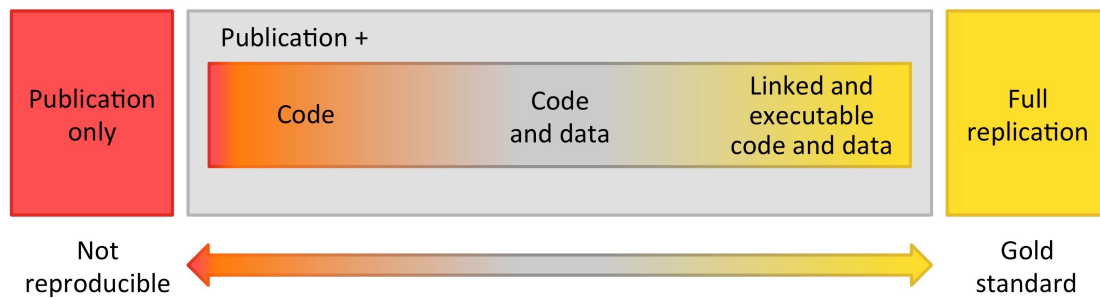 Publication +
Publication
only
Code
Code
and data
Linked and
executable
code and data
Full
replication
Not
reproducible
Gold
standard